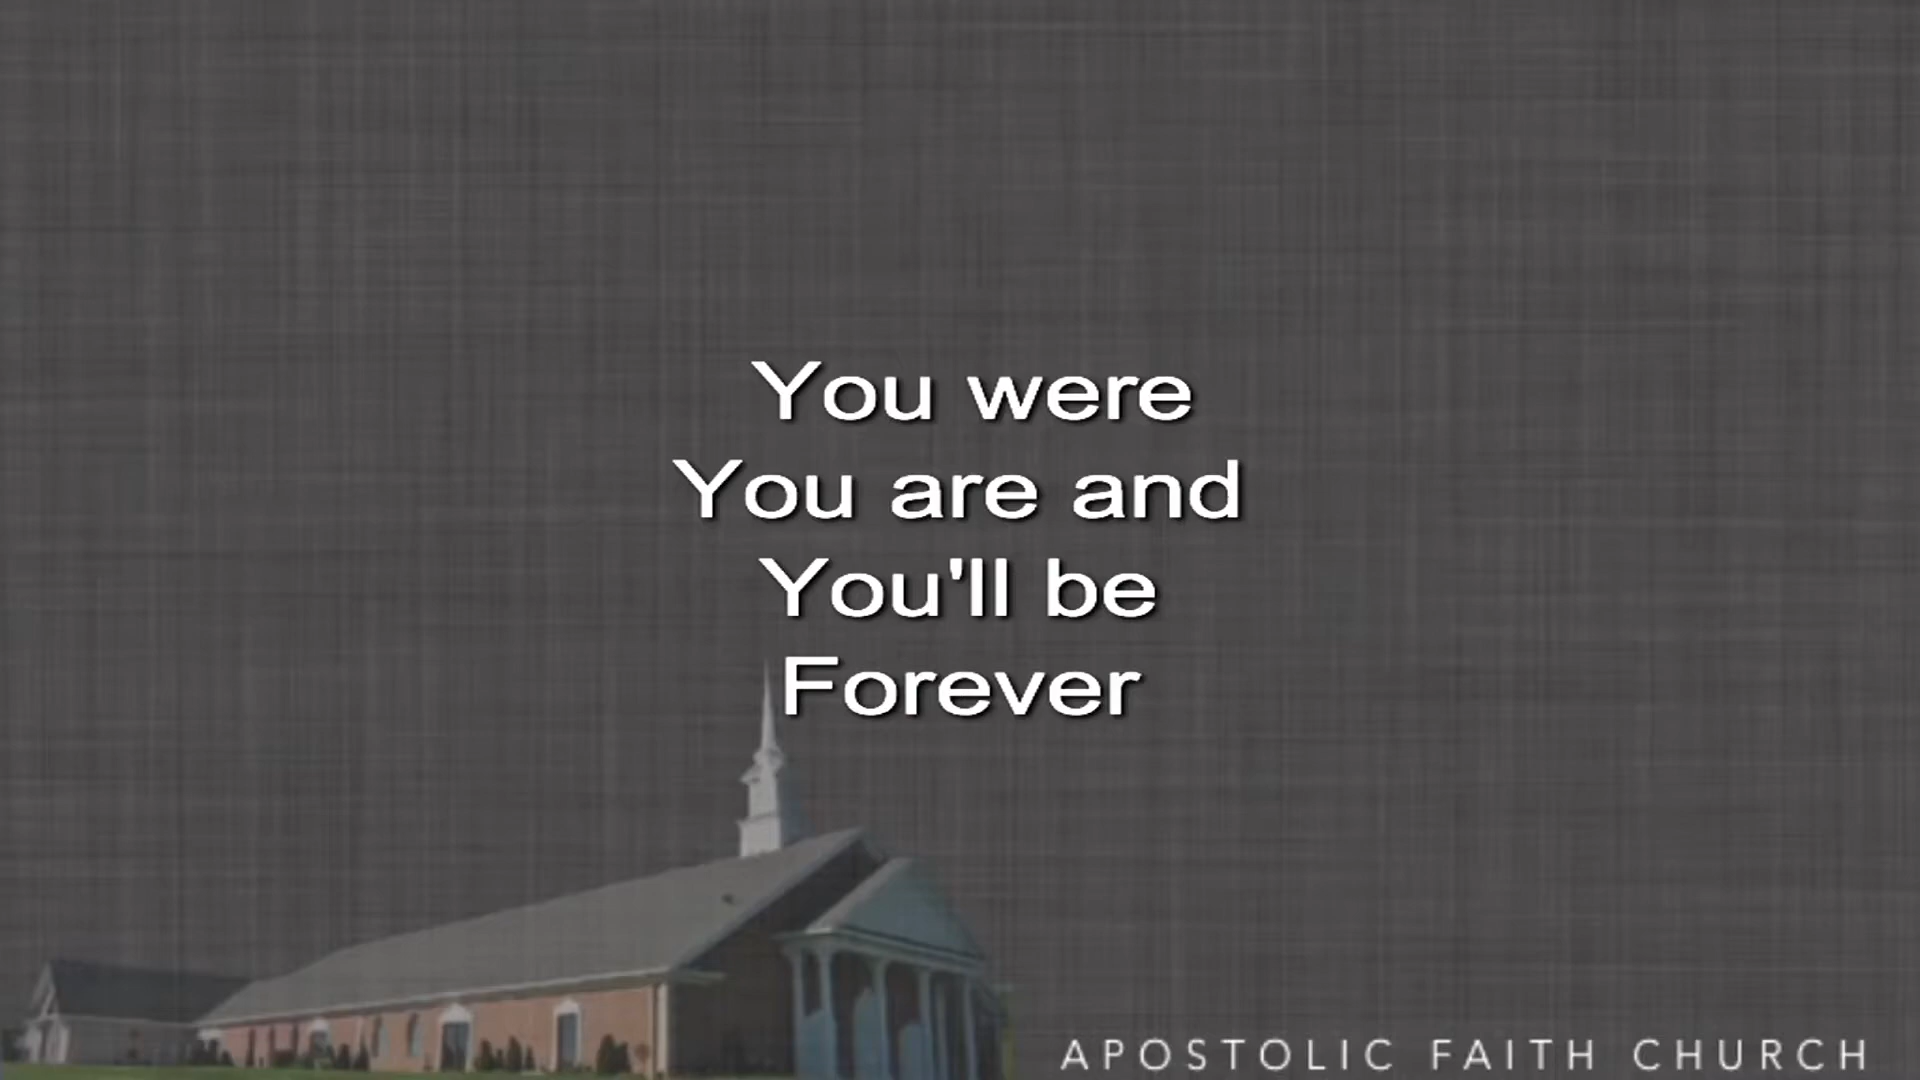 You were
You are and
You'll be
Forever
APOSTOLIC FAITH CHURCH